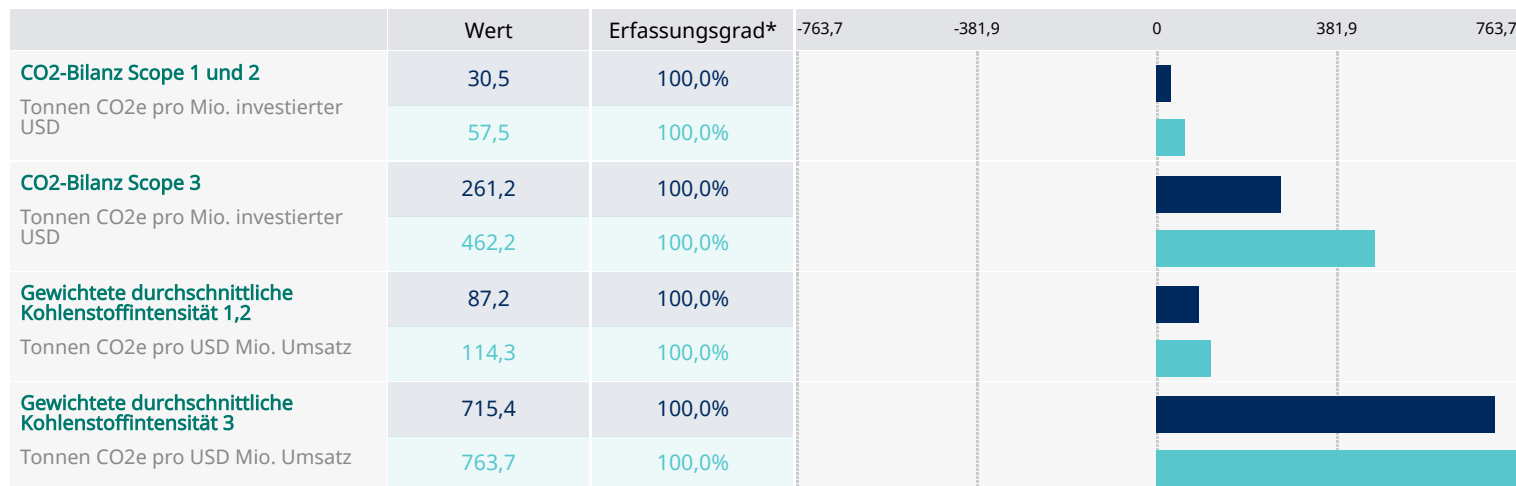 Wert Erfassungsgrad* -763,7 -381,9 0 381,9 763,7
CO2-Bilanz Scope 1 und 2
Tonnen CO2e pro Mio. investierter
USD
30,5 100,0%
57,5 100,0%
CO2-Bilanz Scope 3
Tonnen CO2e pro Mio. investierter
USD
261,2 100,0%
462,2 100,0%
Gewichtete durchschnittliche
Kohlenstoffintensität 1,2
Tonnen CO2e pro USD Mio. Umsatz
87,2 100,0%
114,3 100,0%
Gewichtete durchschnittliche
Kohlenstoffintensität 3
Tonnen CO2e pro USD Mio. Umsatz
715,4 100,0%
763,7 100,0%